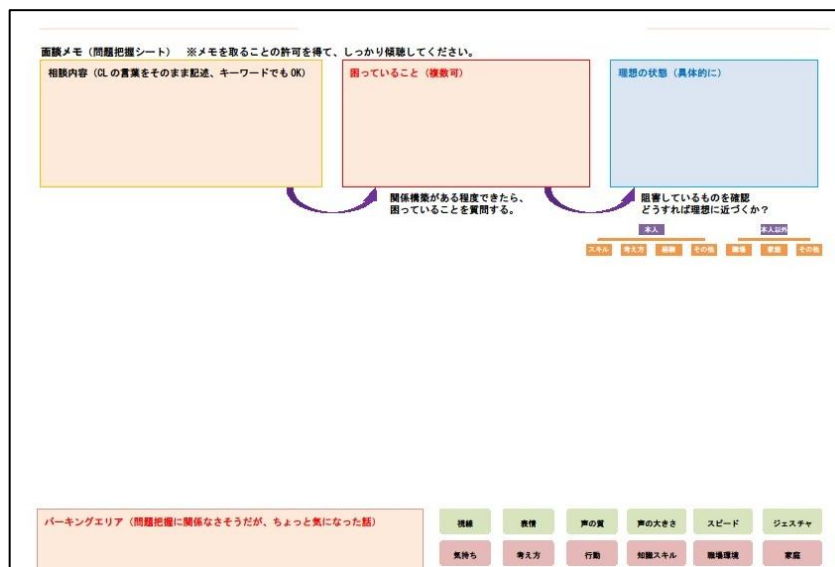 面談メモ（問題把握シート）　※メモを取ることの許可を得て、しっかり傾聴してください。
相談内容（CLの言葉をそのまま記述、キーワードでもOK）
困っていること（複数可）
理想の状態（具体的に）
関係構築がある程度できたら、
困っていることを質問する。
阻害しているものを確認
どうすれば理想に近づくか？
本人
本人以外
スキル
考え方
経験
その他
職場
家庭
その他
パーキングエリア（問題把握に関係なさそうだが、ちょっと気になった話）
視線
表情
声の質
声の大きさ
スピード
ジェスチャ
気持ち
考え方
行動
知識スキル
職場環境
家庭